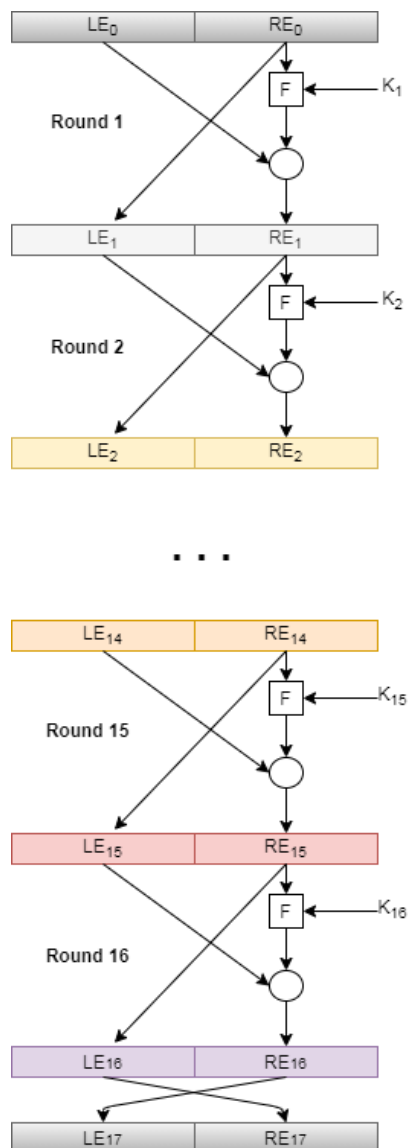 LE₀ RE₀
F K₁
Round 1
LE₁ RE₁
F K₂
Round 2
LE₂ RE₂
. . .
LE₁₄ RE₁₄
F K₁₅
Round 15
LE₁₅ RE₁₅
F K₁₆
Round 16
LE₁₆ RE₁₆
LE₁₇ RE₁₇